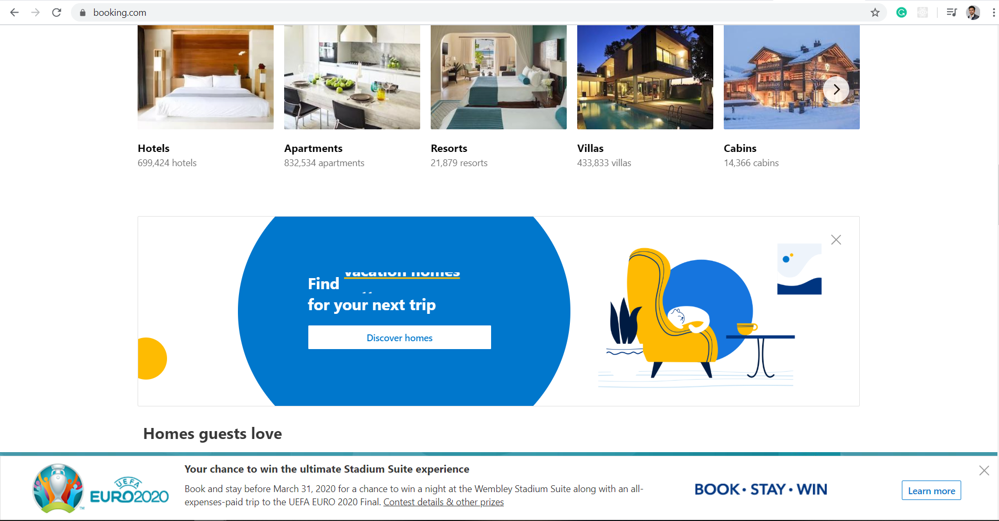 booking.com
Hotels
699,424 hotels
Apartments
832,534 apartments
Resorts
21,879 resorts
Villas
433,833 villas
Cabins
14,366 cabins
Find vacation homes
for your next trip
Discover homes
Homes guests love
UEFA
EURO2020
TM
Your chance to win the ultimate Stadium Suite experience
Book and stay before March 31, 2020 for a chance to win a night at the Wembley Stadium Suite along with an all-
expenses-paid trip to the UEFA EURO 2020 Final. Contest details & other prizes
BOOK • STAY • WIN
Learn more